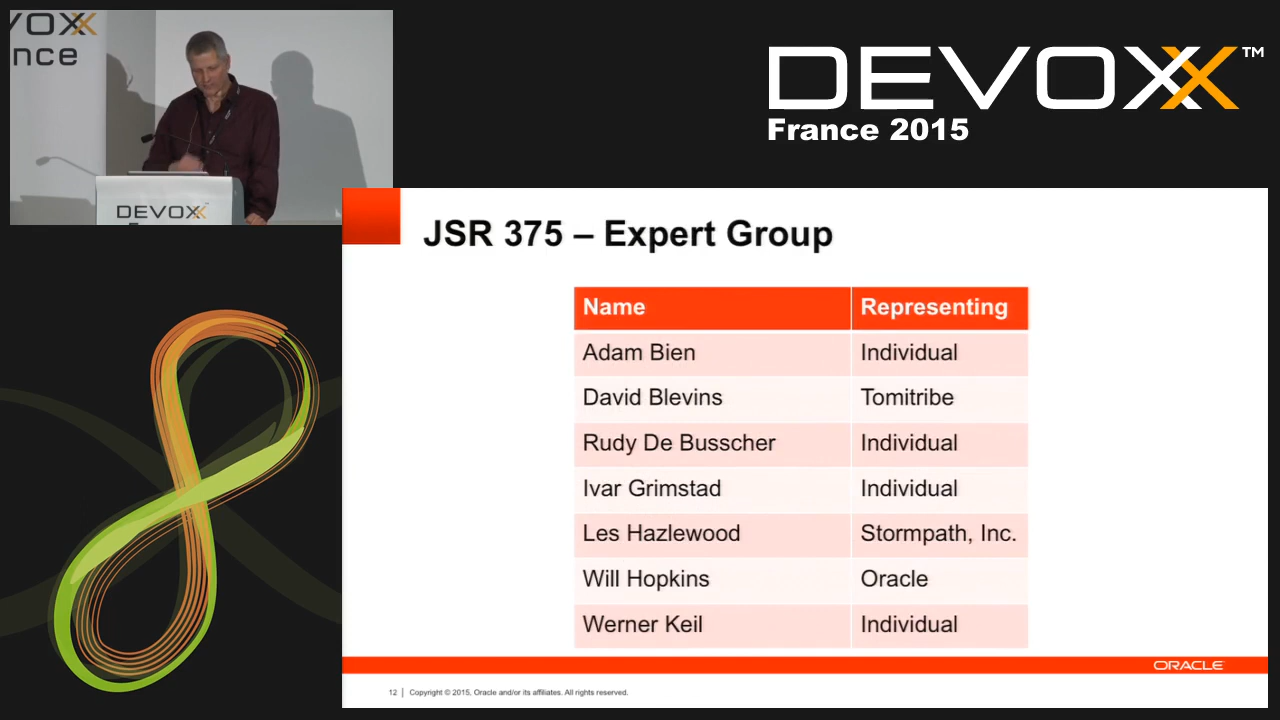 VOXX
nce
DEVOXX
DEVOXX™
France 2015
JSR 375 – Expert Group
Name Representing
Adam Bien Individual
David Blevins Tomitribe
Rudy De Busscher Individual
Ivar Grimstad Individual
Les Hazlewood Stormpath, Inc.
Will Hopkins Oracle
Werner Keil Individual
ORACLE
12 | Copyright © 2015, Oracle and/or its affiliates. All rights reserved.